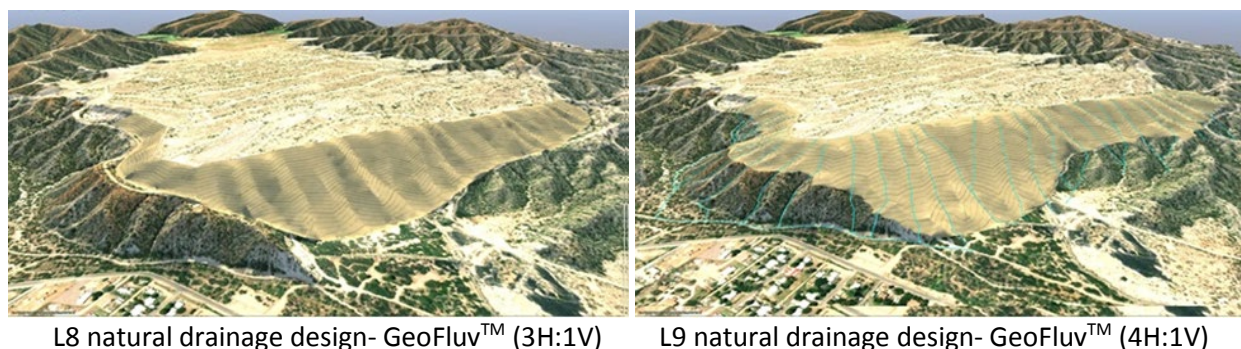 L8 natural drainage design- GeoFluv™ (3H:1V)
L9 natural drainage design- GeoFluv™ (4H:1V)